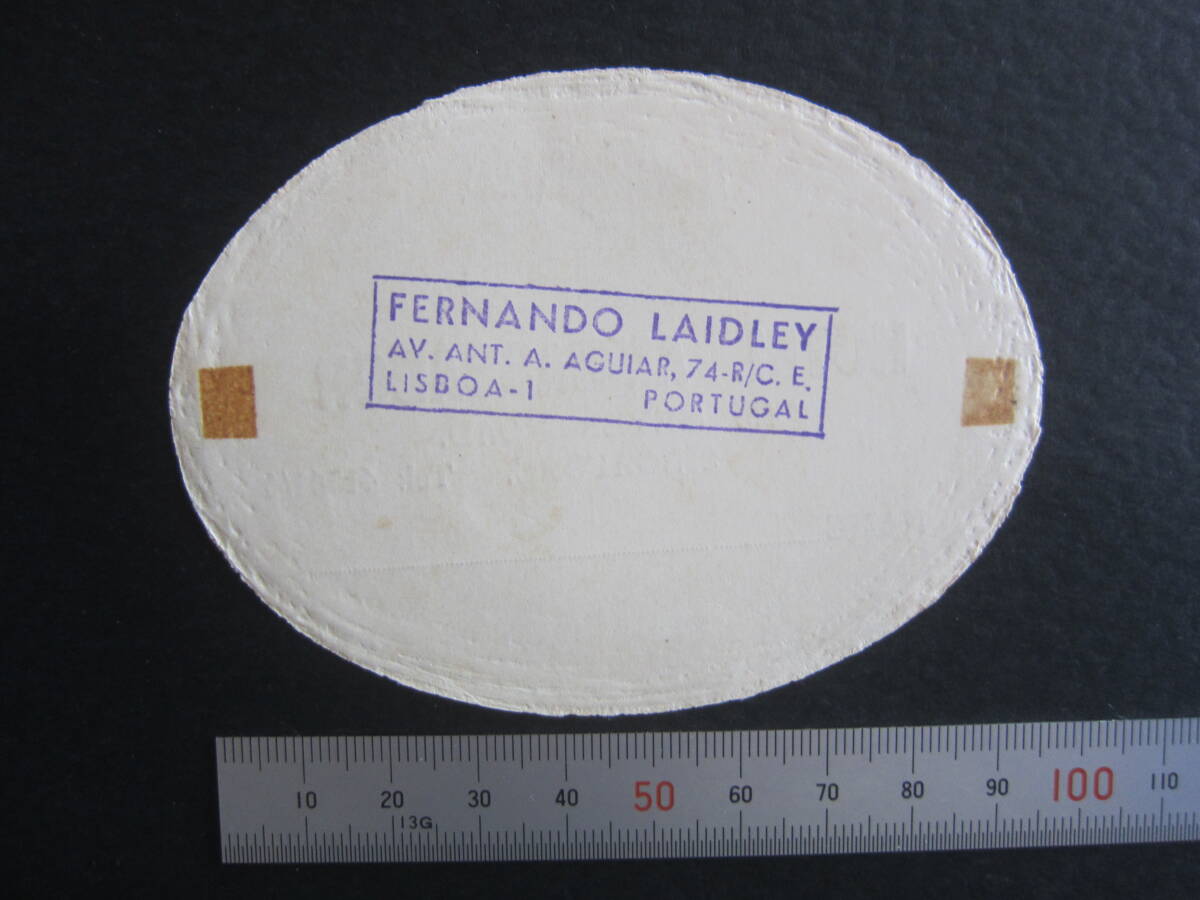 FERNANDO LAIDLEY
AV. ANT. A. AGUIAR, 74-R/C. E.
LISBOA-1 PORTUGAL
10 20 30 40 50 60 70 80 90 100 110
13G